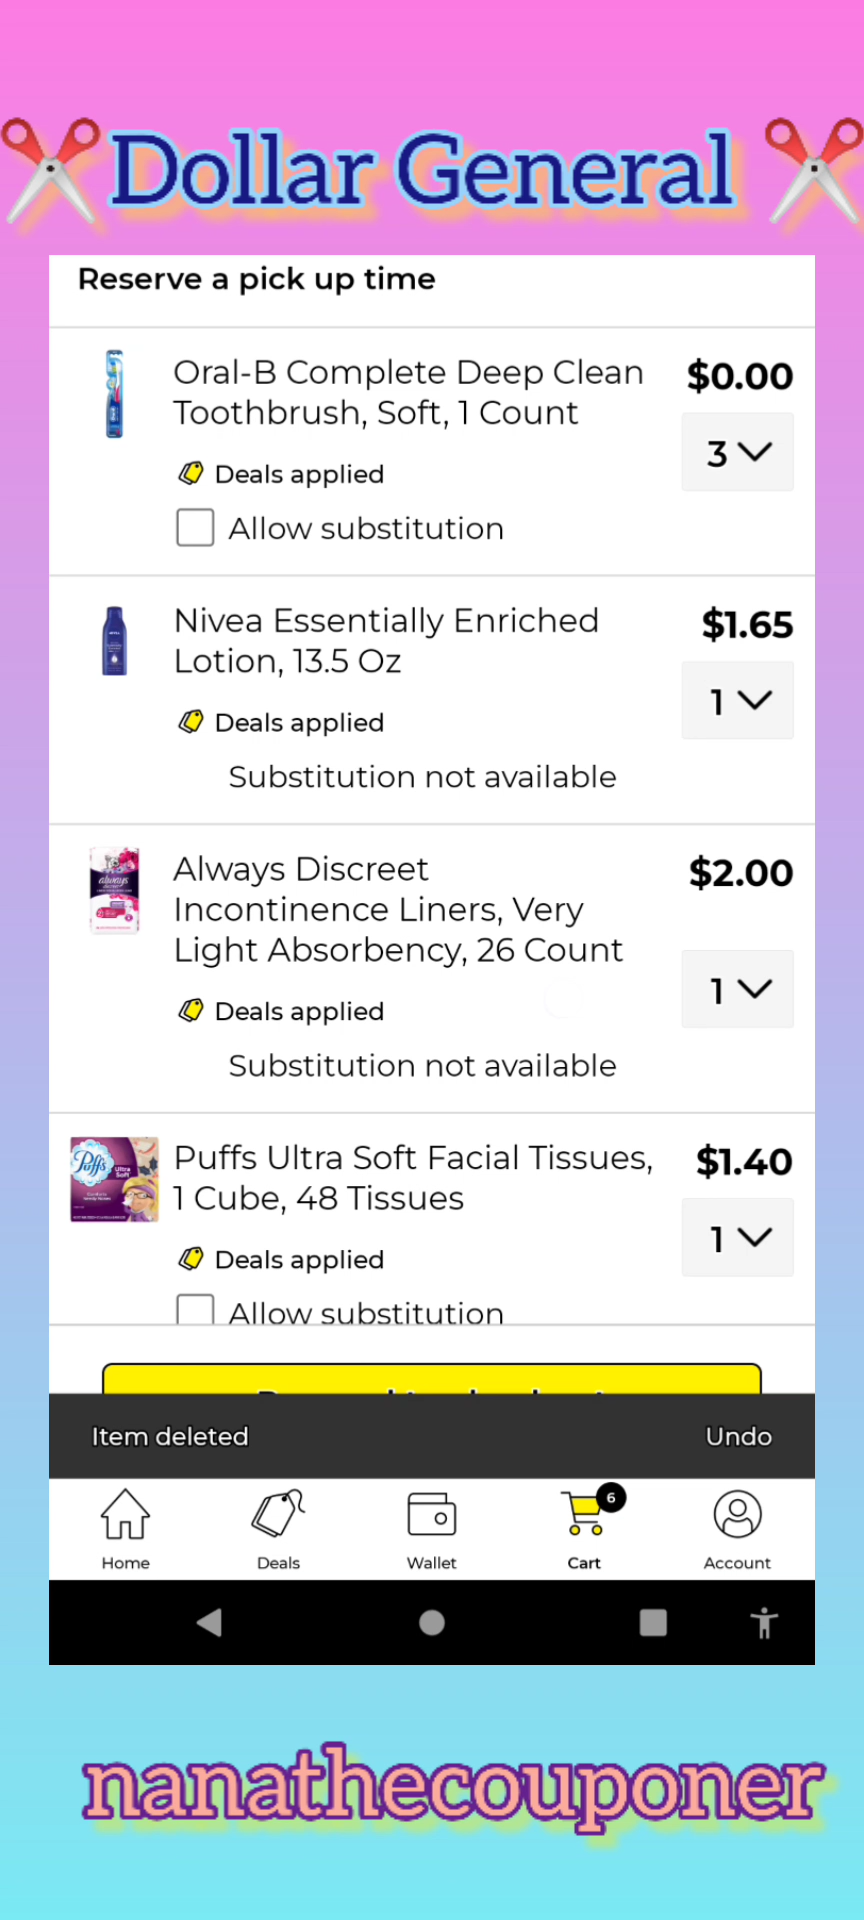 Dollar General
Reserve a pick up time
Oral-B Complete Deep Clean
Toothbrush, Soft, 1 Count
$0.00
3
Deals applied
Allow substitution
Nivea Essentially Enriched
Lotion, 13.5 Oz
$1.65
1
Deals applied
Substitution not available
always
Always Discreet
Incontinence Liners, Very
Light Absorbency, 26 Count
$2.00
1
Deals applied
Substitution not available
Puffs
Ultra
Soft
Puffs Ultra Soft Facial Tissues,
1 Cube, 48 Tissues
$1.40
1
Deals applied
Allow substitution
Item deleted
Undo
6
Home
Deals
Wallet
Cart
Account
nanathecouponer